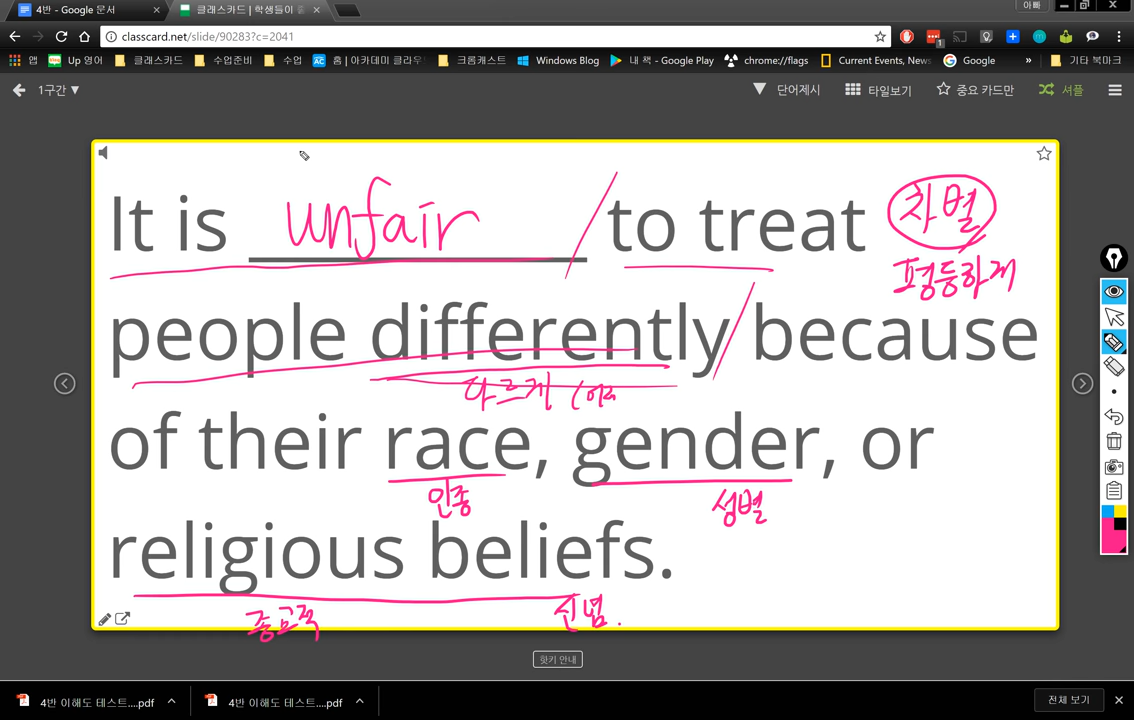 4반 - Google 문서
클래스카드 | 학생들이 좋
아빠
classcard.net/slide/90283?c=2041
앱 Up 영어 클래스카드 수업준비 수업 홈 | 아카데미 클라우 크롬캐스트 Windows Blog 내 책 - Google Play chrome://flags Current Events, News Google » 기타 북마크
1구간 ▼ ▼ 단어제시 타일보기 중요 카드만 셔플
It is unfair / to treat 차별
평등하게
people differently / because
다르게
of their race, gender, or
인종 성별
religious beliefs.
종교적 신념.
핫키 안내
4반 이해도 테스트....pdf 4반 이해도 테스트....pdf 전체 보기